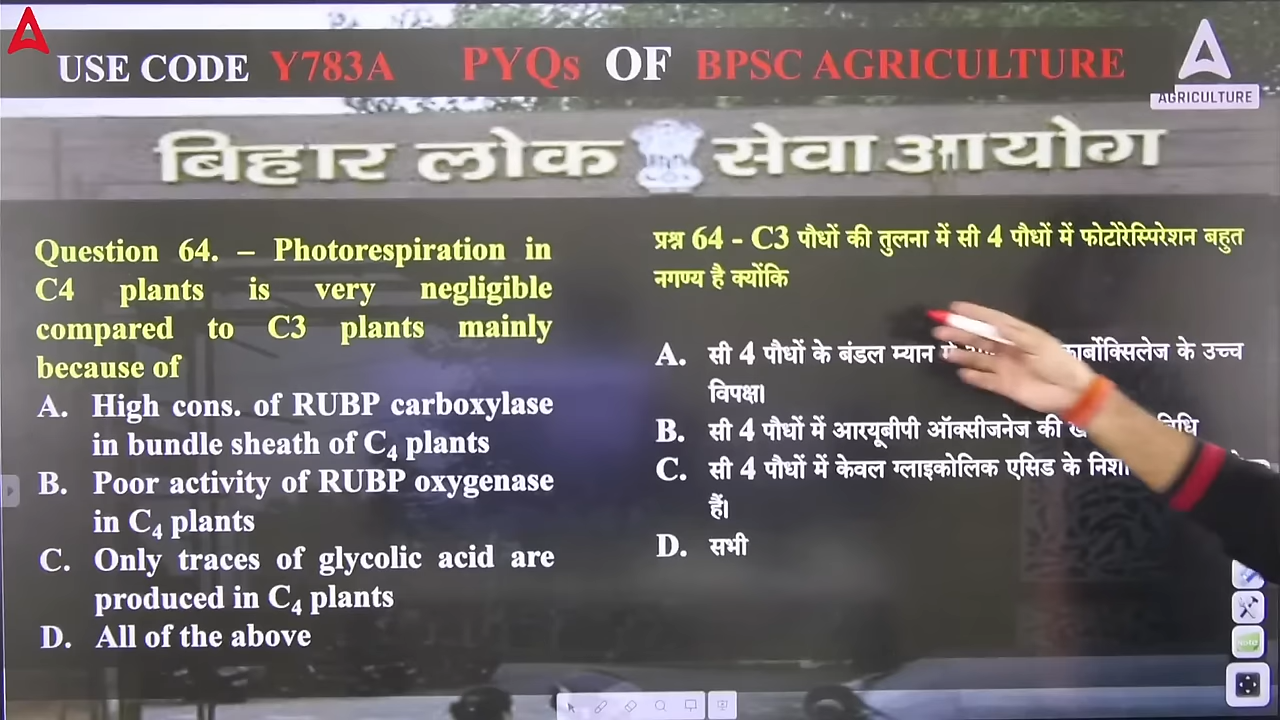 USE CODE Y783A PYQs OF BPSC AGRICULTURE
AGRICULTURE
बिहार लोक सेवा आयोग
Question 64. – Photorespiration in
C4 plants is very negligible
compared to C3 plants mainly
because of
A. High cons. of RUBP carboxylase
in bundle sheath of C₄ plants
B. Poor activity of RUBP oxygenase
in C₄ plants
C. Only traces of glycolic acid are
produced in C₄ plants
D. All of the above
प्रश्न 64 - C3 पौधों की तुलना में सी 4 पौधों में फोटोरेस्पिरेशन बहुत
नगण्य है क्योंकि
A. सी 4 पौधों के बंडल म्यान के उच्च
विपक्ष।
B. सी 4 पौधों में आरयूबीपी ऑक्सीजनेज की
C. सी 4 पौधों में केवल ग्लाइकोलिक एसिड के
हैं।
D. सभी